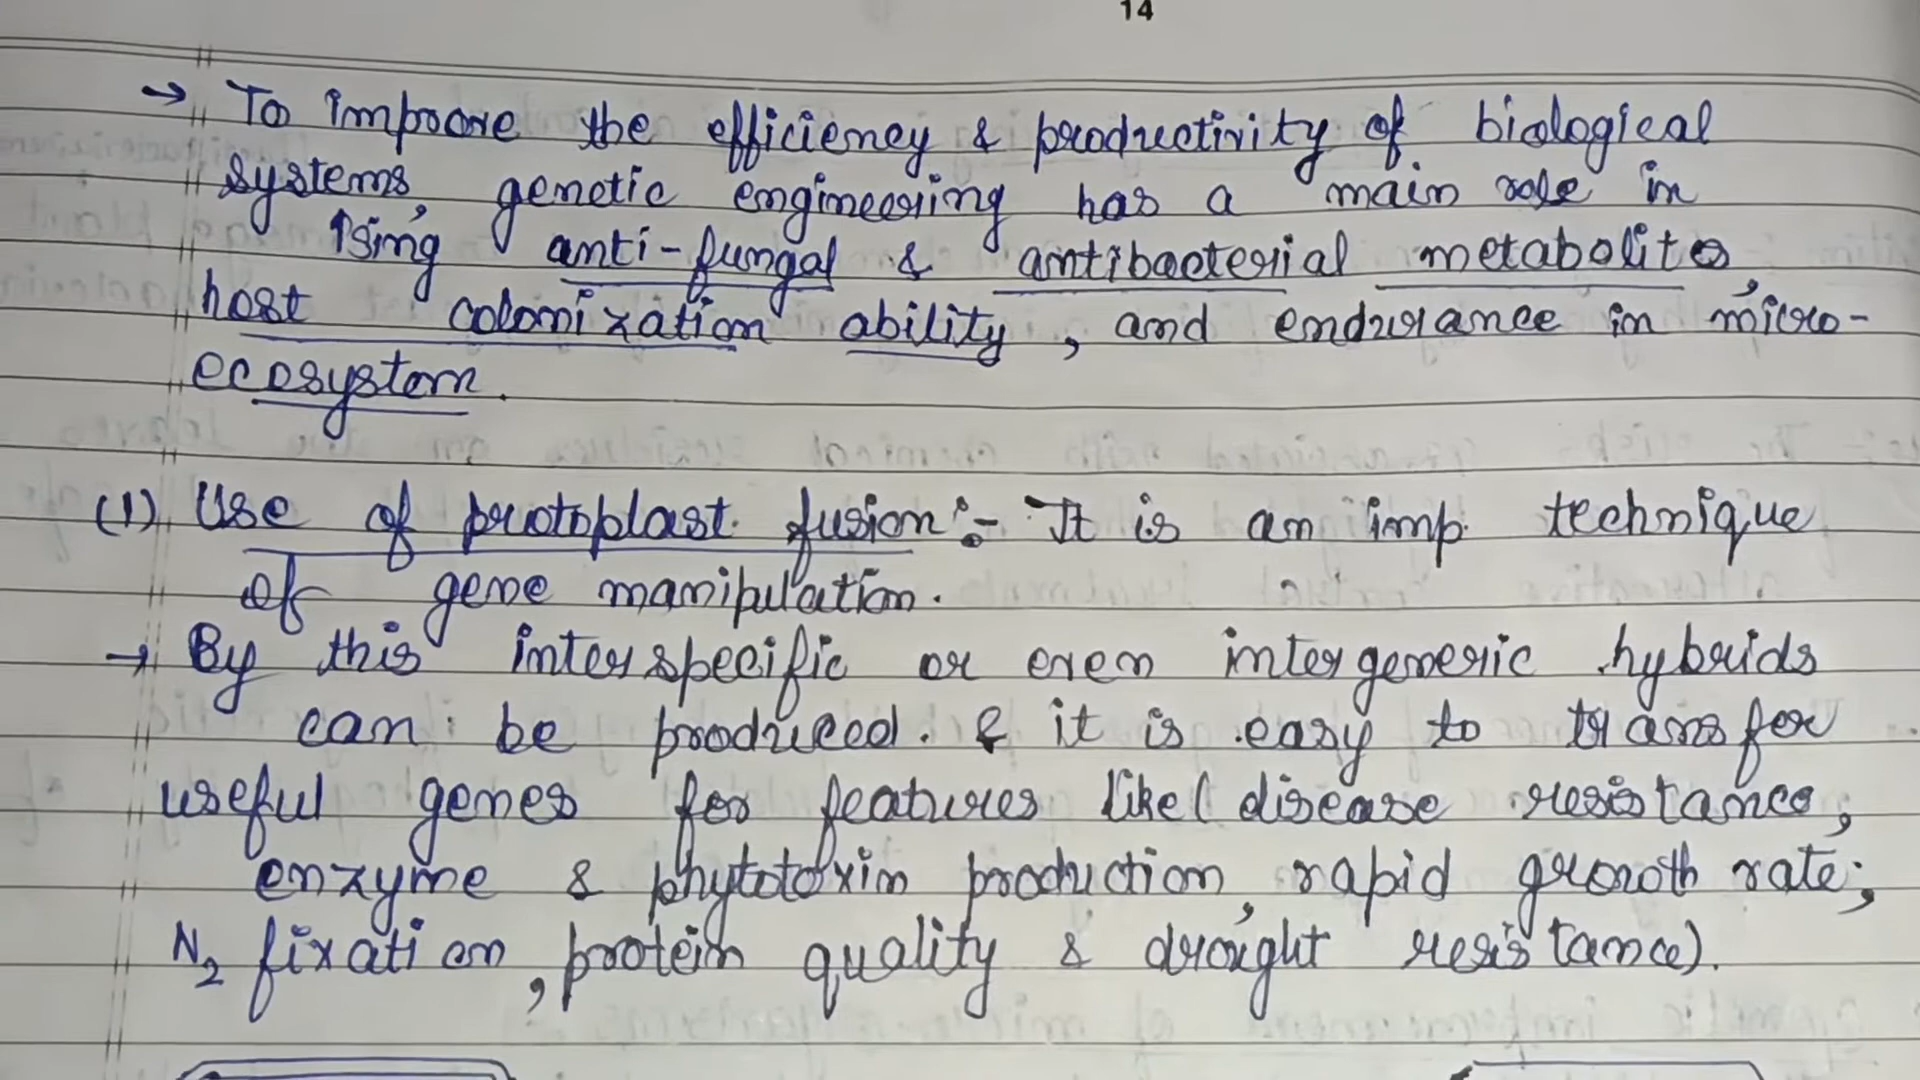 14
→ To improve the efficiency & productivity of biological
systems, genetic engineering has a main role in
ising anti-fungal & antibacterial metabolites,
host colonization ability, and endurance in micro-
ecosystem.
(1) Use of protoplast fusion:- It is an imp. technique
of gene manipulation.
→ By this interspecific or even intergeneric hybrids
can be produced. & it is easy to transfer
useful genes for features like (disease resistance,
enzyme & phytotoxin production, rapid growth rate,
N₂ fixation, protein quality & drought resistance).